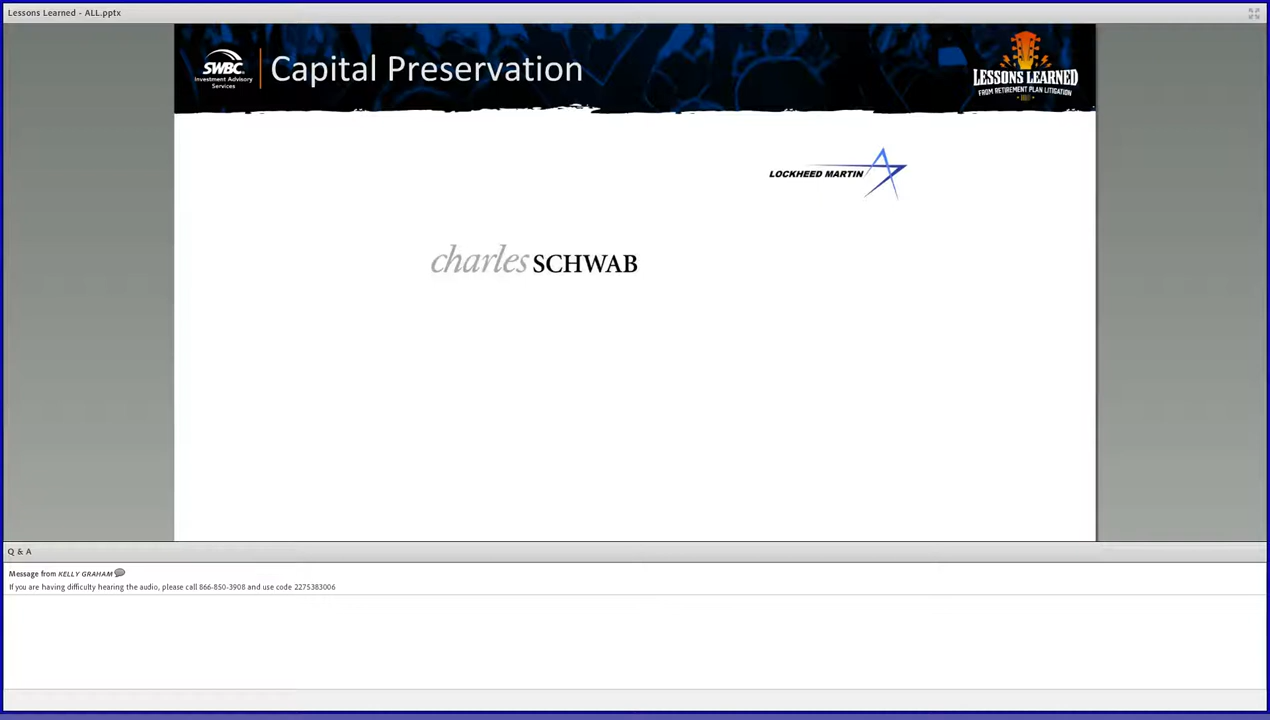 Lessons Learned - ALL.pptx
SWBC
Investment Advisory
Services
Capital Preservation
LESSONS LEARNED
FROM RETIREMENT PLAN LITIGATION
LOCKHEED MARTIN
charles SCHWAB
Q & A
Message from KELLY GRAHAM
If you are having difficulty hearing the audio, please call 866-850-3908 and use code 2275383006